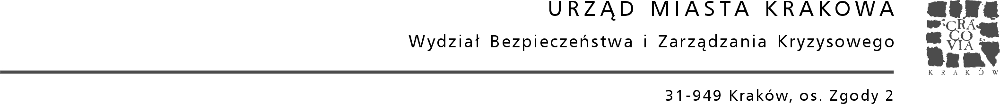 URZĄD MIASTA KRAKOWA
Wydział Bezpieczeństwa i Zarządzania Kryzysowego
31-949 Kraków, os. Zgody 2
CRA
CO
VIA
KRAKÓW